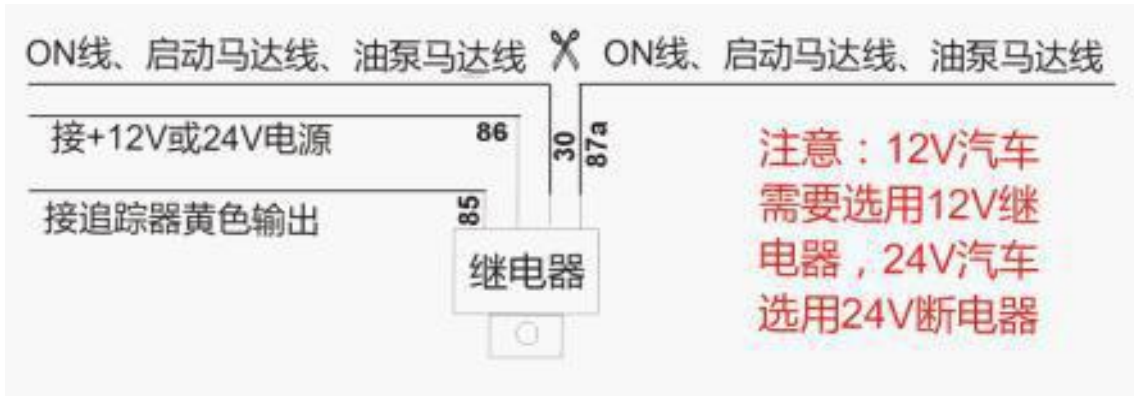 ON线、启动马达线、油泵马达线
ON线、启动马达线、油泵马达线
接+12V或24V电源
86
30
87a
接追踪器黄色输出
85
继电器
注意：12V汽车
需要选用12V继
电器，24V汽车
选用24V断电器